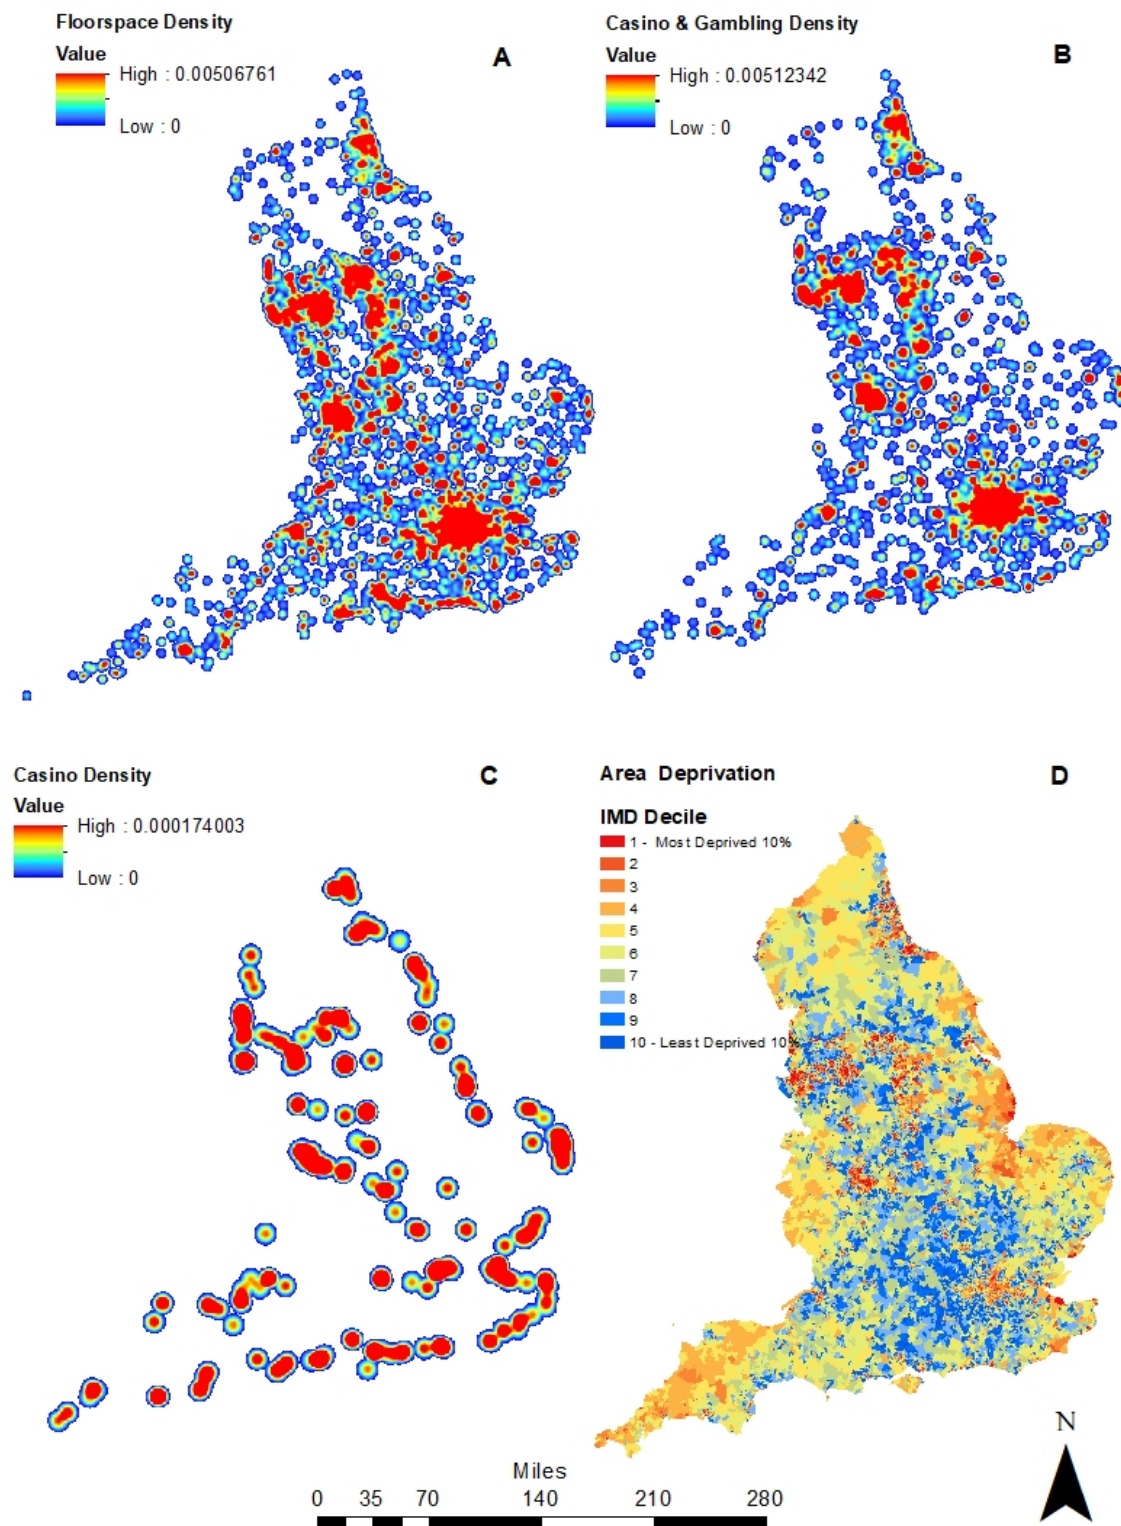 Floorspace Density
Value
High : 0.00506761
Low : 0
A
Casino & Gambling Density
Value
High : 0.00512342
Low : 0
B
Casino Density
Value
High : 0.000174003
Low : 0
C
Area Deprivation
D
IMD Decile
1 - Most Deprived 10%
2
3
4
5
6
7
8
9
10 - Least Deprived 10%
N
Miles
0 35 70 140 210 280